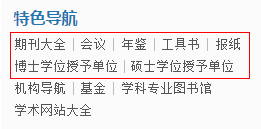 特色导航
期刊大全 | 会议 | 年鉴 | 工具书 | 报纸
博士学位授予单位 | 硕士学位授予单位
机构导航 | 基金 | 学科专业图书馆
学术网站大全